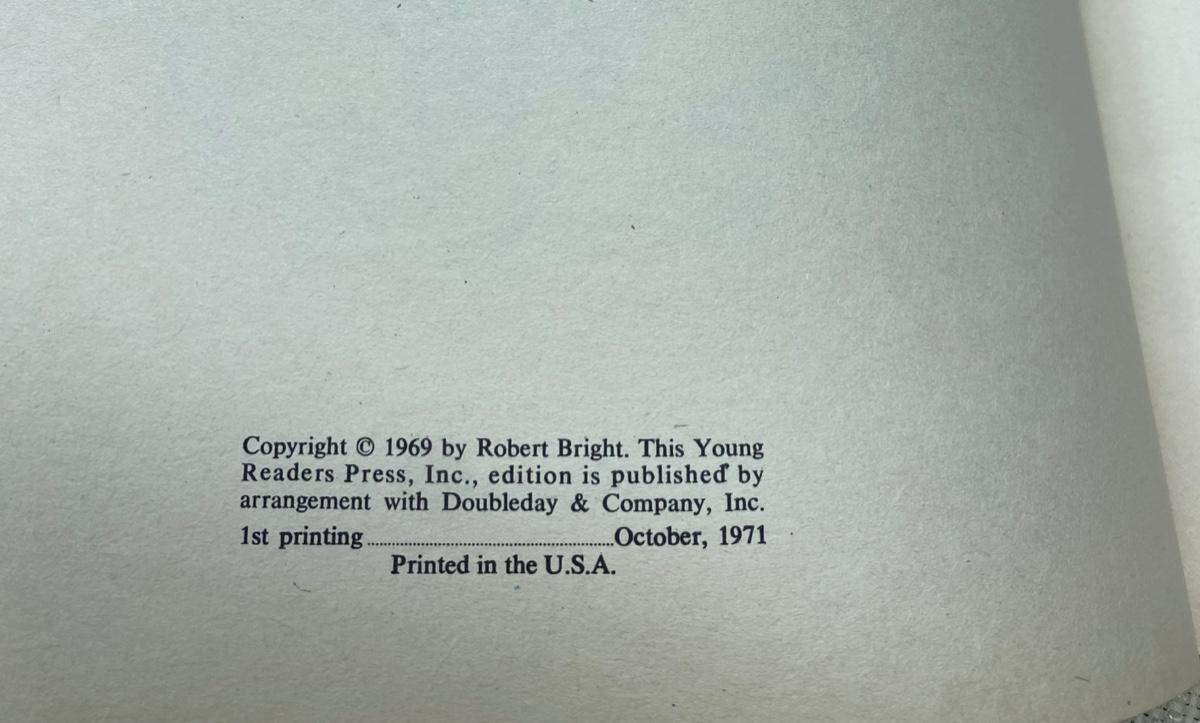 Copyright © 1969 by Robert Bright. This Young
Readers Press, Inc., edition is published by
arrangement with Doubleday & Company, Inc.
1st printing..........................................................October, 1971
Printed in the U.S.A.